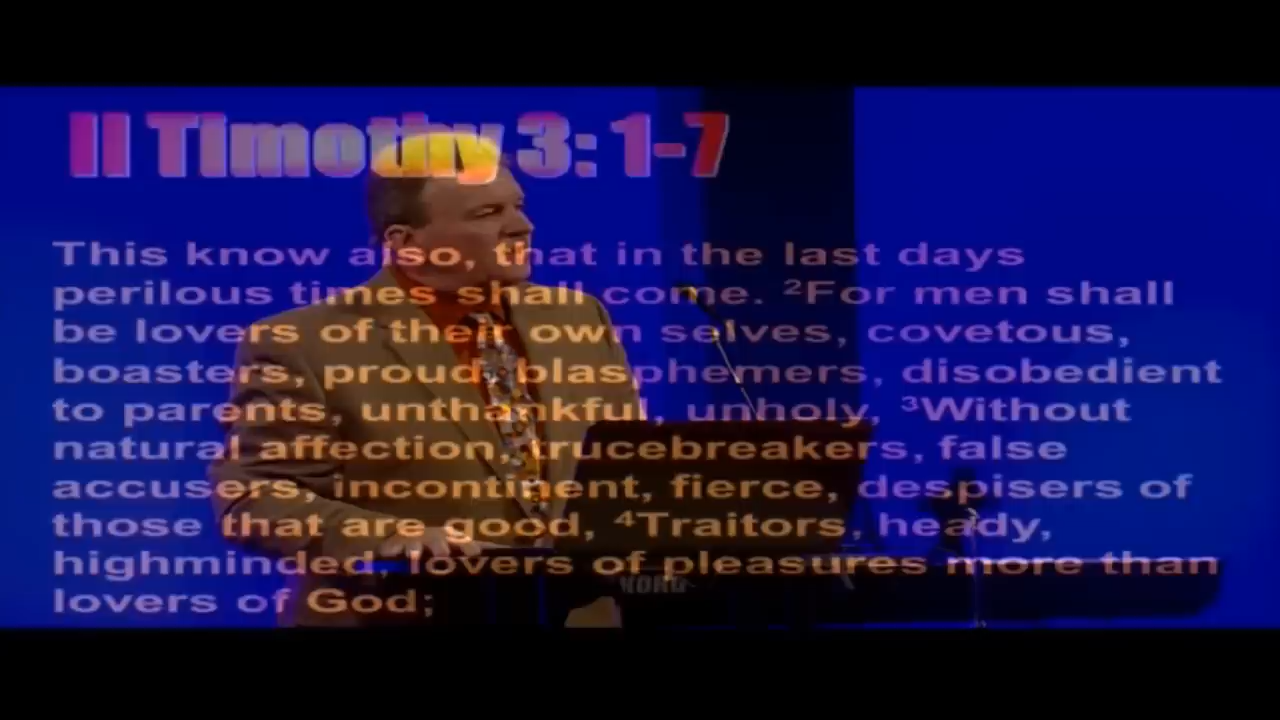 II Timothy 3: 1-7
This know also, that in the last days
perilous times shall come. ²For men shall
be lovers of their own selves, covetous,
boasters, proud, blasphemers, disobedient
to parents, unthankful, unholy, ³Without
natural affection, trucebreakers, false
accusers, incontinent, fierce, despisers of
those that are good, ⁴Traitors, heady,
highminded, lovers of pleasures more than
lovers of God;
KORG